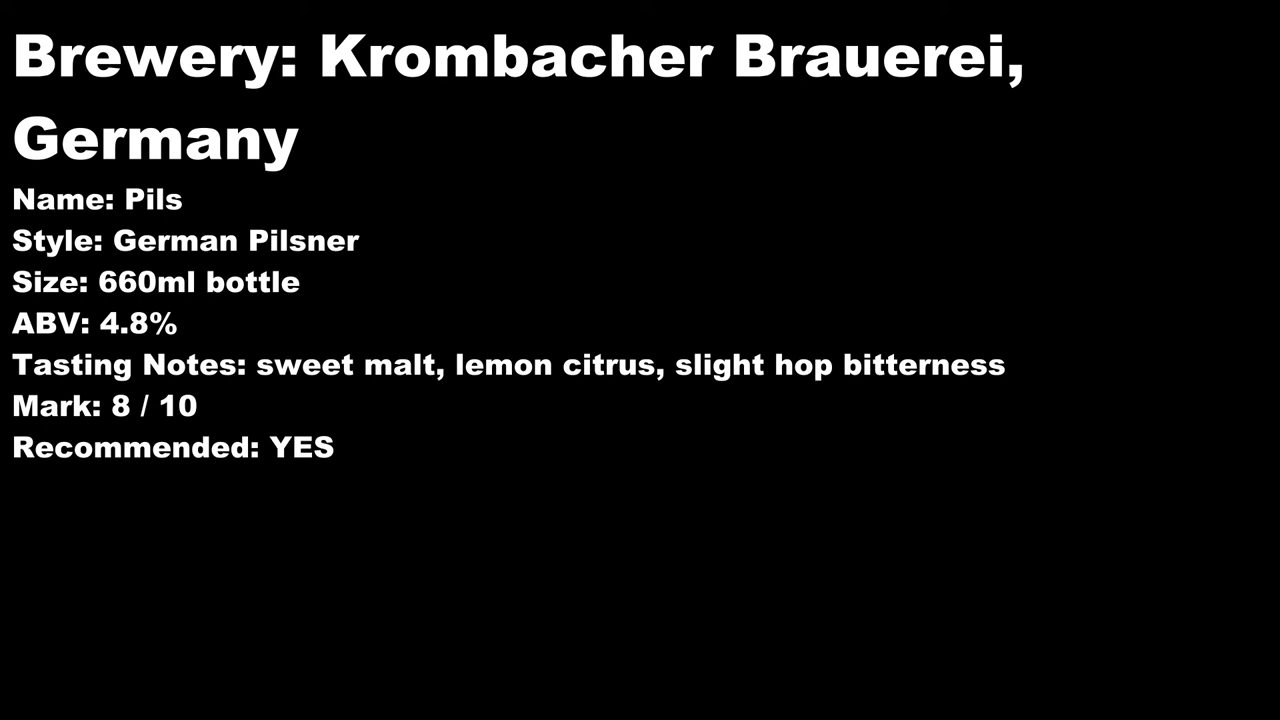 Brewery: Krombacher Brauerei,
Germany
Name: Pils
Style: German Pilsner
Size: 660ml bottle
ABV: 4.8%
Tasting Notes: sweet malt, lemon citrus, slight hop bitterness
Mark: 8 / 10
Recommended: YES